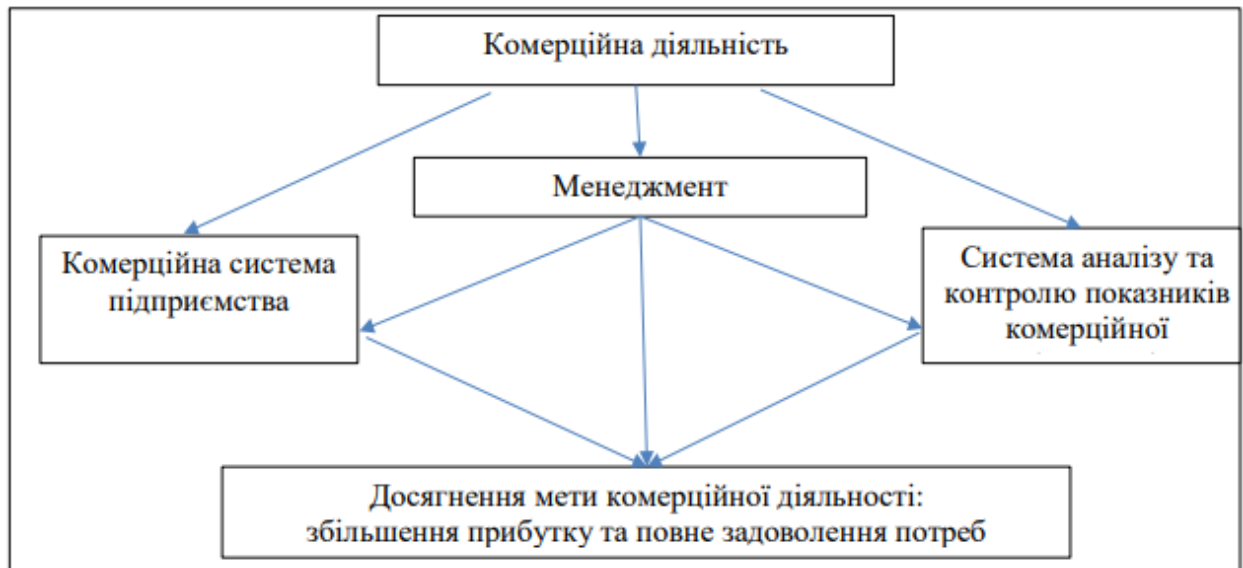 Комерційна діяльність
Менеджмент
Комерційна система
підприємства
Система аналізу та
контролю показників
комерційної
Досягнення мети комерційної діяльності:
збільшення прибутку та повне задоволення потреб